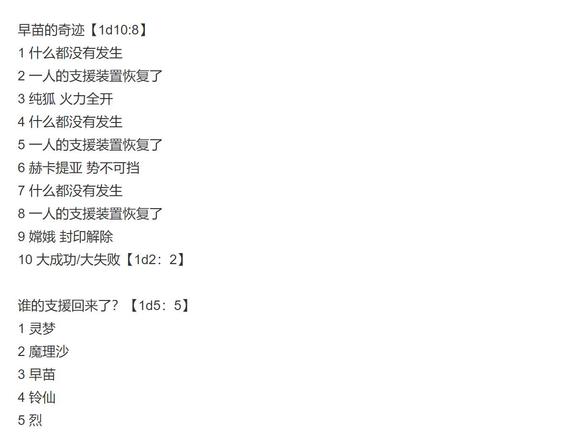 早苗的奇迹【1d10:8】
1 什么都没有发生
2 一人的支援装置恢复了
3 纯狐 火力全开
4 什么都没有发生
5 一人的支援装置恢复了
6 赫卡提亚 势不可挡
7 什么都没有发生
8 一人的支援装置恢复了
9 嫦娥 封印解除
10 大成功/大失败【1d2：2】
谁的支援回来了？【1d5：5】
1 灵梦
2 魔理沙
3 早苗
4 铃仙
5 烈